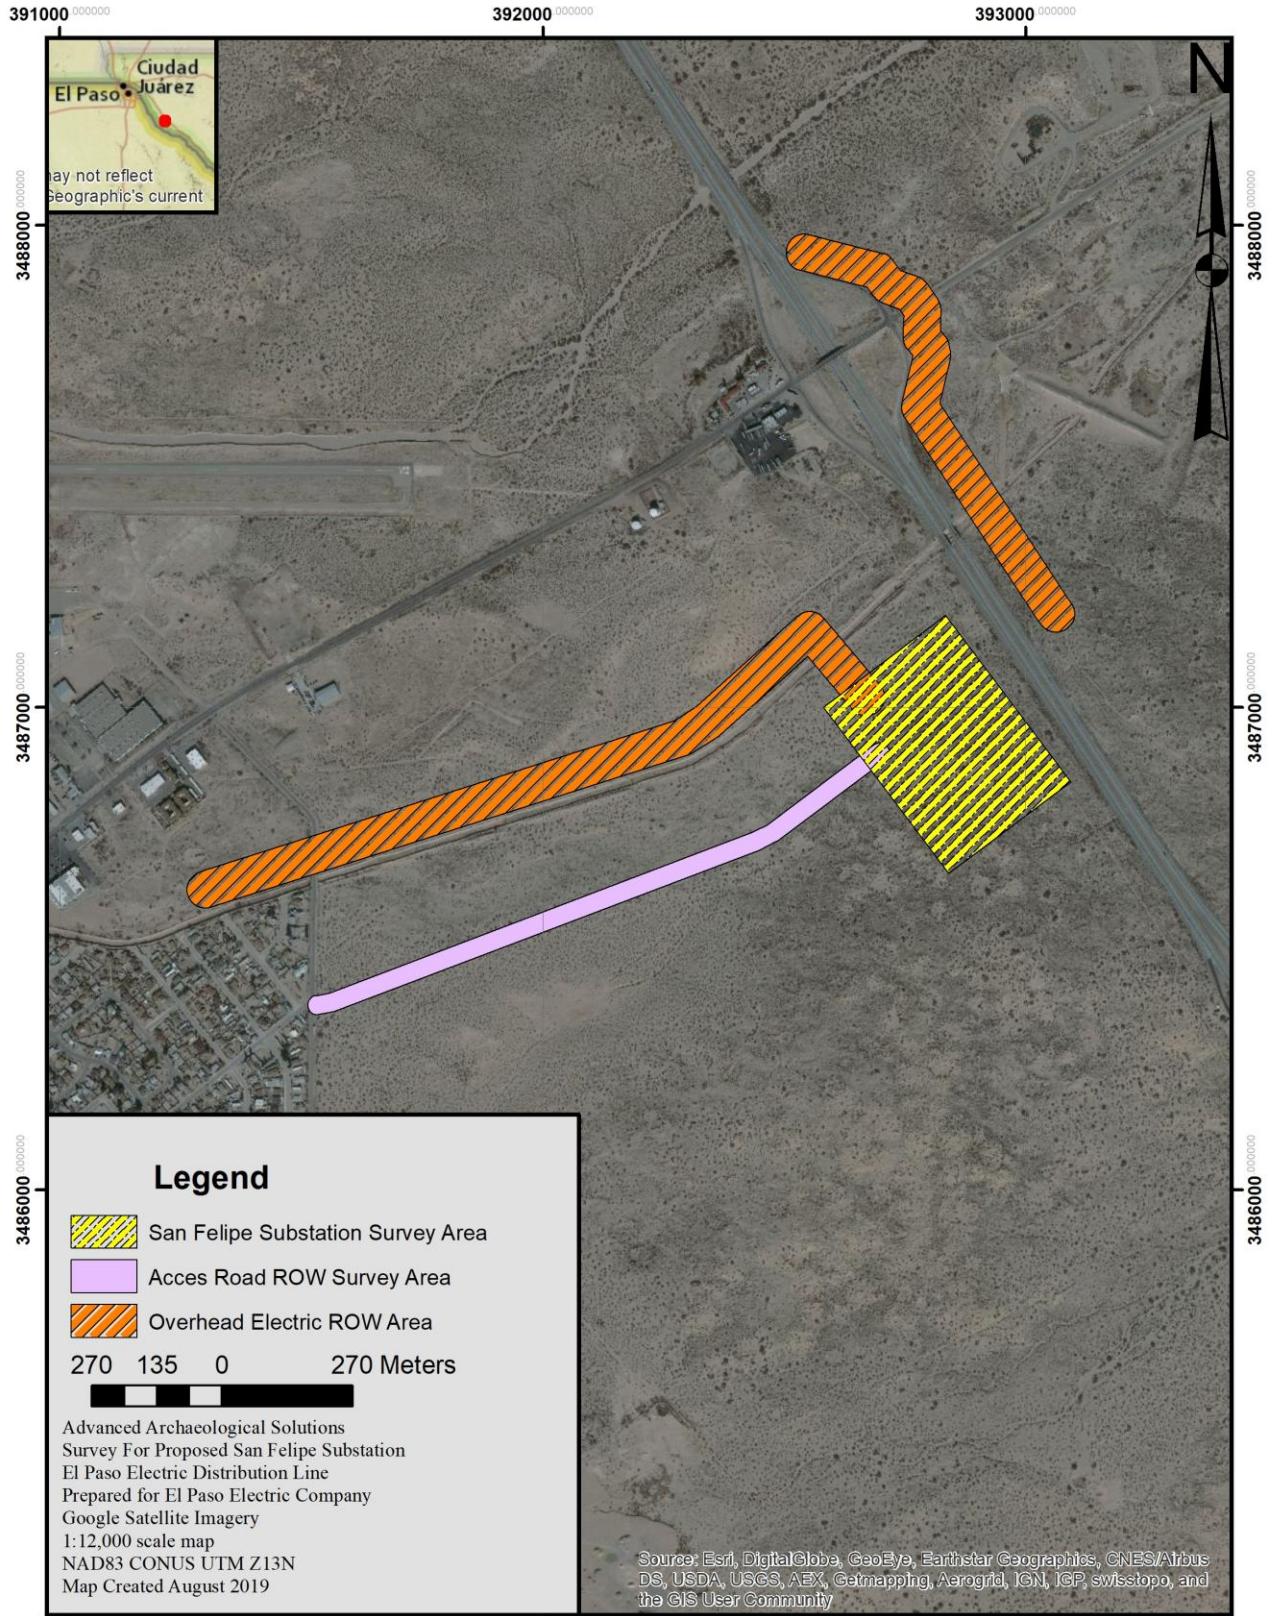 391000.000000 392000.000000 393000.000000
Ciudad
Juárez
El Paso
may not reflect
Geographic's current
N
3488000.000000
3488000.000000
3487000.000000
3487000.000000
3486000.000000
3486000.000000
Legend
San Felipe Substation Survey Area
Acces Road ROW Survey Area
Overhead Electric ROW Area
270 135 0 270 Meters
Advanced Archaeological Solutions
Survey For Proposed San Felipe Substation
El Paso Electric Distribution Line
Prepared for El Paso Electric Company
Google Satellite Imagery
1:12,000 scale map
NAD83 CONUS UTM Z13N
Map Created August 2019
Source: Esri, DigitalGlobe, GeoEye, Earthstar Geographics, CNES/Airbus
DS, USDA, USGS, AEX, Getmapping, Aerogrid, IGN, IGP, swisstopo, and
the GIS User Community